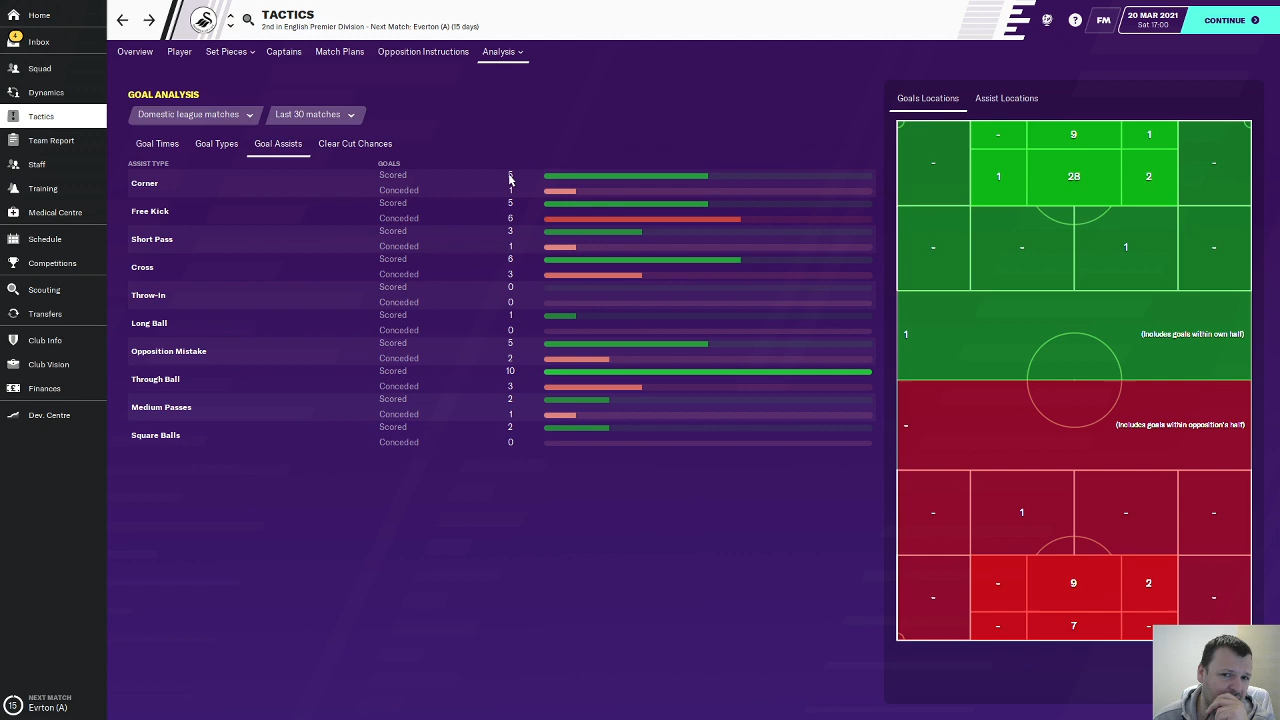 TACTICS
2nd in English Premier Division - Next Match: Everton (A) (15 days)
FM
20 MAR 2021
Sat 17:00
CONTINUE
4
Inbox
Squad
Dynamics
Tactics
Team Report
Staff
Training
Medical Centre
Schedule
Competitions
Scouting
Transfers
Club Info
Club Vision
Finances
Dev. Centre
15
NEXT MATCH
Everton (A)
Overview
Player
Set Pieces
Captains
Match Plans
Opposition Instructions
Analysis
GOAL ANALYSIS
Domestic league matches
Last 30 matches
Goal Times
Goal Types
Goal Assists
Clear Cut Chances
ASSIST TYPE GOALS
Corner
Scored 5
Conceded 1
Free Kick
Scored 5
Conceded 6
Short Pass
Scored 3
Conceded 1
Cross
Scored 6
Conceded 3
Throw-In
Scored 0
Conceded 0
Long Ball
Scored 1
Conceded 0
Opposition Mistake
Scored 5
Conceded 2
Through Ball
Scored 10
Conceded 3
Medium Passes
Scored 2
Conceded 1
Square Balls
Scored 2
Conceded 0
Goals Locations
Assist Locations
- - 9 1 -
1 28 2
- - 1 -
1 (Includes goals within own half)
- (Includes goals within opposition's half)
- 1 - -
- - 9 2 -
- 7 -